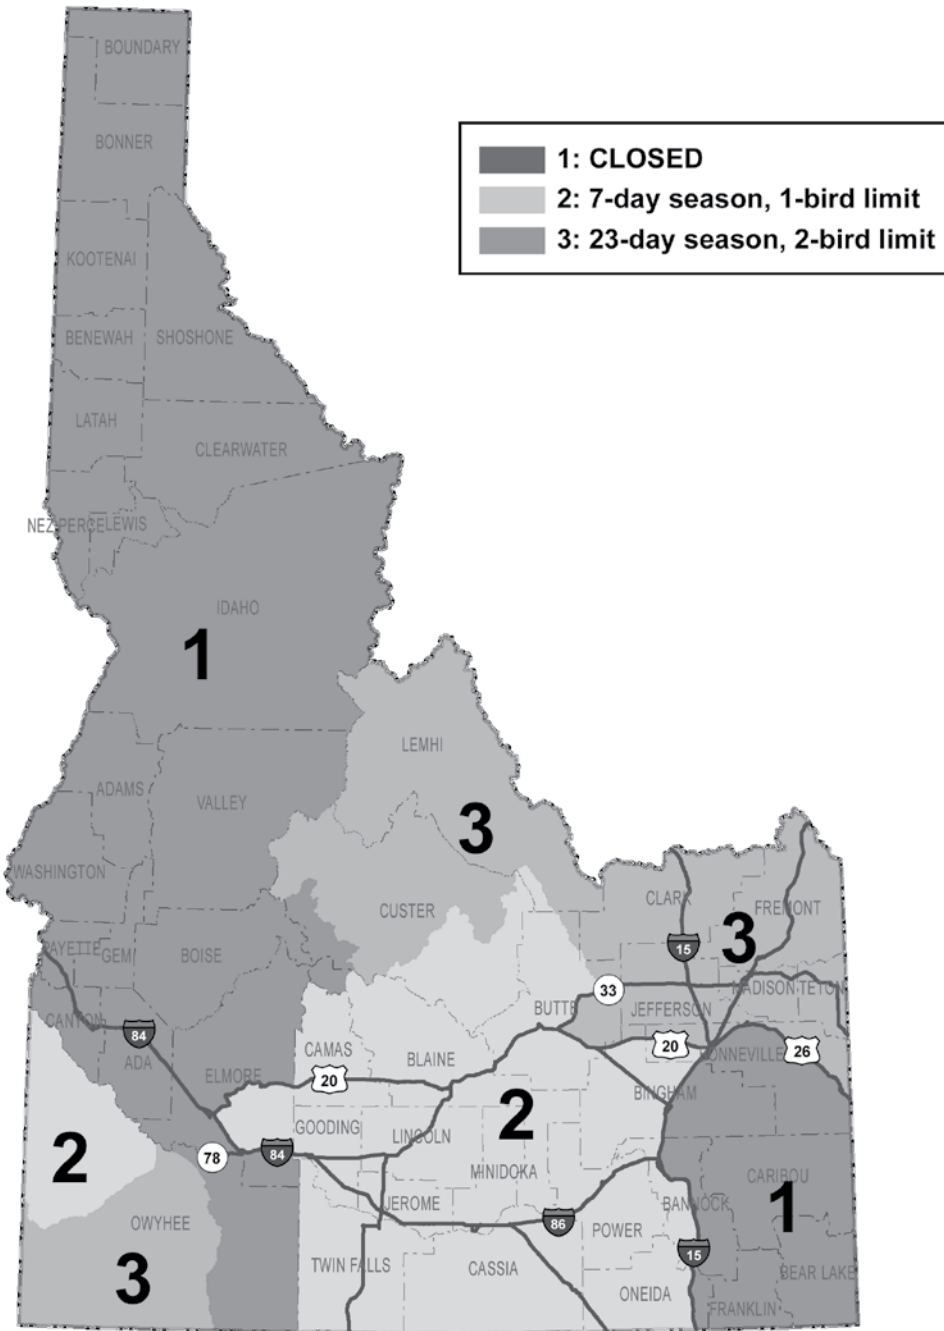 BOUNDARY
1: CLOSED
BONNER
2: 7-day season, 1-bird limit
3: 23-day season, 2-bird limit
KOOTENAI
BENEWAH SHOSHONE
LATAH
CLEARWATER
NEZ PERCE LEWIS
IDAHO
1
LEMHI
ADAMS
VALLEY
3
WASHINGTON
CLARK
FREMONT
CUSTER
3
PAYETTE
GEM
BOISE
15
33
MADISON TETON
BUTTE
JEFFERSON
CANTON
84
20
BONNEVILLE
26
ADA
CAMAS
BLAINE
ELMORE
20
BINGHAM
2
GOODING
LINCOLN
2
78
84
MINIDOKA
CARIBOU
JEROME
BANNOCK
1
OWYHEE
86
POWER
15
TWIN FALLS
CASSIA
3
BEAR LAKE
ONEIDA
FRANKLIN